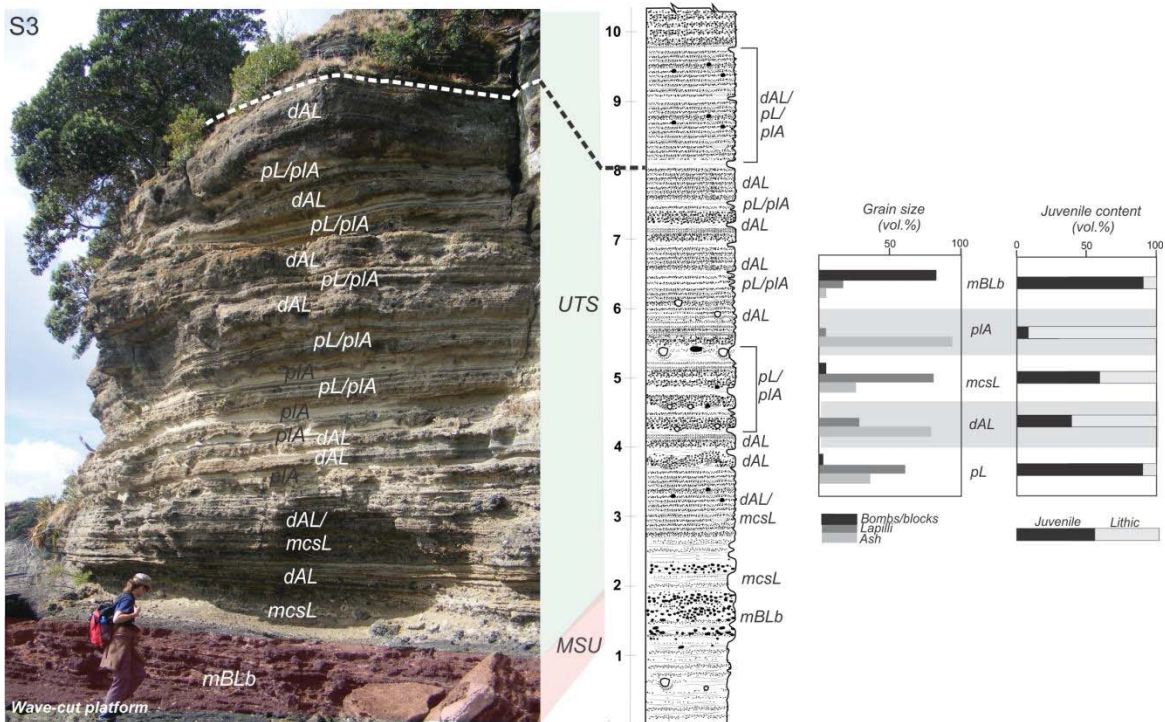 S3
dAL
pL/plA
dAL
pL/plA
dAL
pL/plA
dAL
pL/plA
plA
pL/plA
plA
plA
dAL
dAL
plA
dAL/
mcsL
dAL
mcsL
mBLb
Wave-cut platform
UTS
MSU
10
9
8
7
6
5
4
3
2
1
dAL/
pL/
plA
dAL
pL/plA
dAL
dAL
pL/plA
dAL
pL/
plA
dAL
dAL
dAL/
mcsL
mcsL
mBLb
Grain size
(vol.%)
50
100
Juvenile content
(vol.%)
0
50
100
mBLb
plA
mcsL
dAL
pL
Bombs/blocks
Lapilli
Ash
Juvenile
Lithic